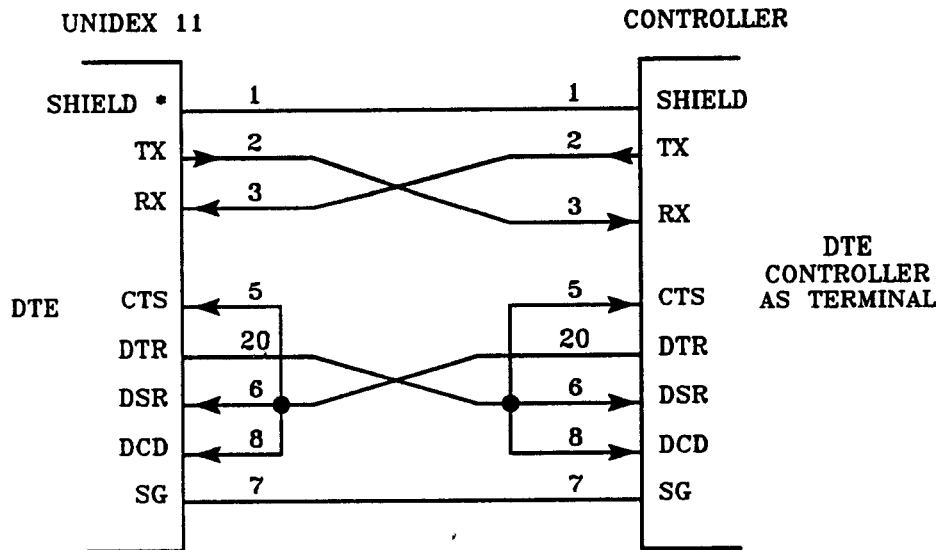 UNIDEX 11
CONTROLLER
SHIELD * 1 1 SHIELD
TX 2 2 TX
RX 3 3 RX
CTS 5 5 CTS
DTR 20 20 DTR
DSR 6 6 DSR
DCD 8 8 DCD
SG 7 7 SG
DTE
DTE
CONTROLLER
AS TERMINAL